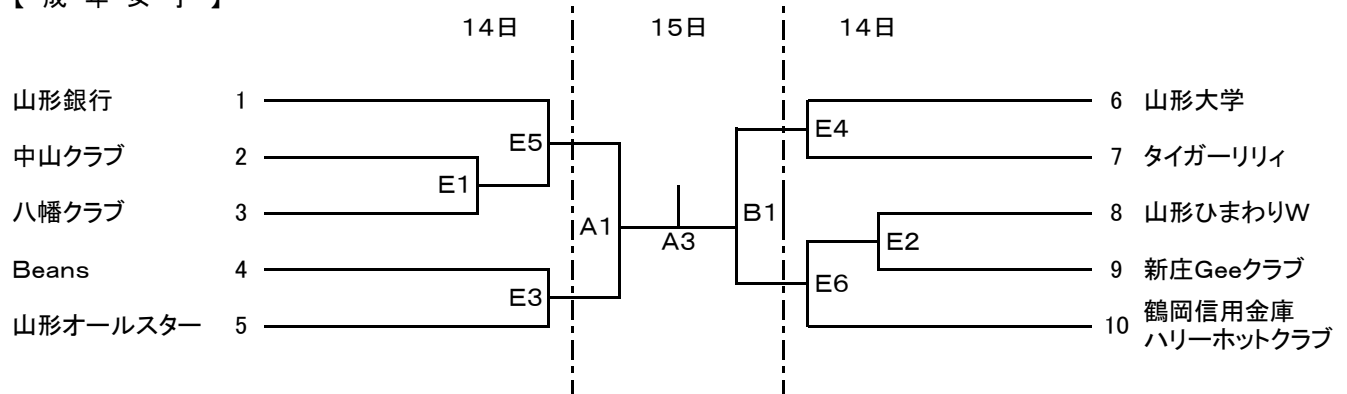 14日 15日 14日
山形銀行 1 6 山形大学
E5 E4
中山クラブ 2 7 タイガーリリィ
E1
八幡クラブ 3 A1 A3 B1 8 山形ひまわりW
E2
Beans 4 9 新庄Geeクラブ
E3 E6
山形オールスター 5 10 鶴岡信用金庫
ハリーホットクラブ